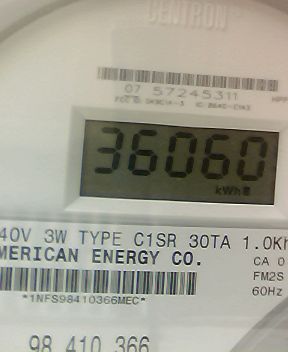 CENTRON
07 57245311
36060
kWh
40V 3W TYPE C1SR 30TA 1.0Kh
MERICAN ENERGY CO.
CA 0
FM2S
60Hz
*1NFS98410366MEC*
98 410 366